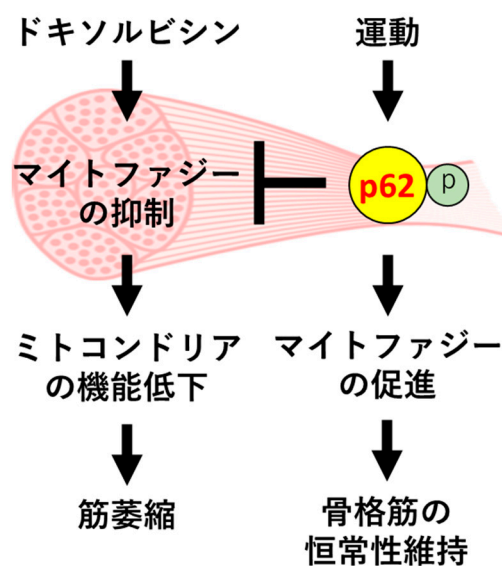 ドキソルビシン
マイトファジー
の抑制
ミトコンドリア
の機能低下
筋萎縮
運動
p62
p
マイトファジー
の促進
骨格筋の
恒常性維持